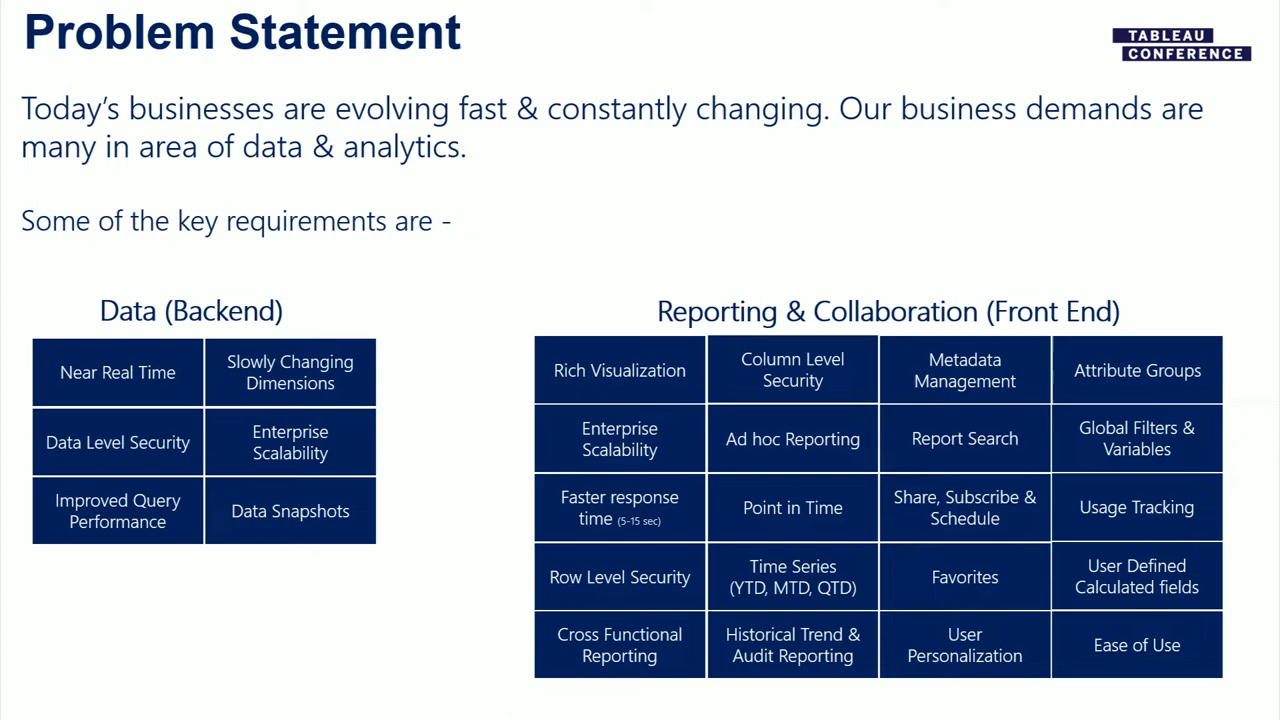 Problem Statement
TABLEAU
CONFERENCE
Today's businesses are evolving fast & constantly changing. Our business demands are
many in area of data & analytics.
Some of the key requirements are -
Data (Backend)
Near Real Time
Slowly Changing
Dimensions
Data Level Security
Enterprise
Scalability
Improved Query
Performance
Data Snapshots
Reporting & Collaboration (Front End)
Rich Visualization
Column Level
Security
Metadata
Management
Attribute Groups
Enterprise
Scalability
Ad hoc Reporting
Report Search
Global Filters &
Variables
Faster response
time (5-15 sec)
Point in Time
Share, Subscribe &
Schedule
Usage Tracking
Row Level Security
Time Series
(YTD, MTD, QTD)
Favorites
User Defined
Calculated fields
Cross Functional
Reporting
Historical Trend &
Audit Reporting
User
Personalization
Ease of Use